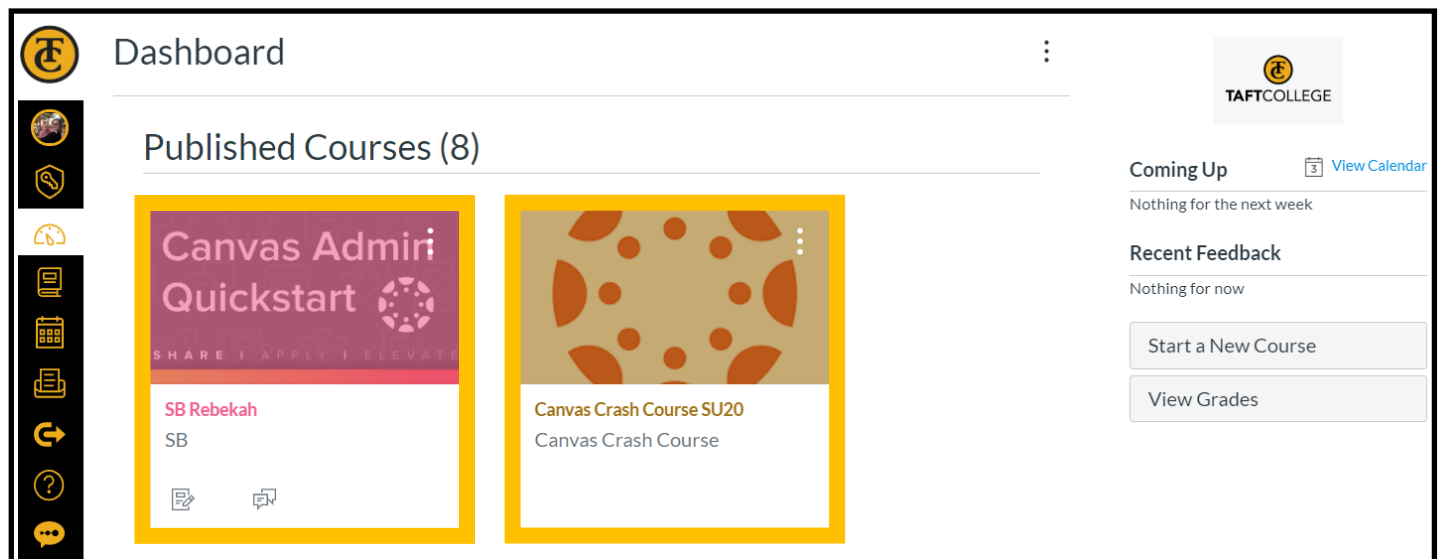 Dashboard
Published Courses (8)
Canvas Admin
Quickstart
SHARE | APPLY | ELEVATE
SB Rebekah
SB
Canvas Crash Course SU20
Canvas Crash Course
TC
TAFTCOLLEGE
Coming Up
3 View Calendar
Nothing for the next week
Recent Feedback
Nothing for now
Start a New Course
View Grades